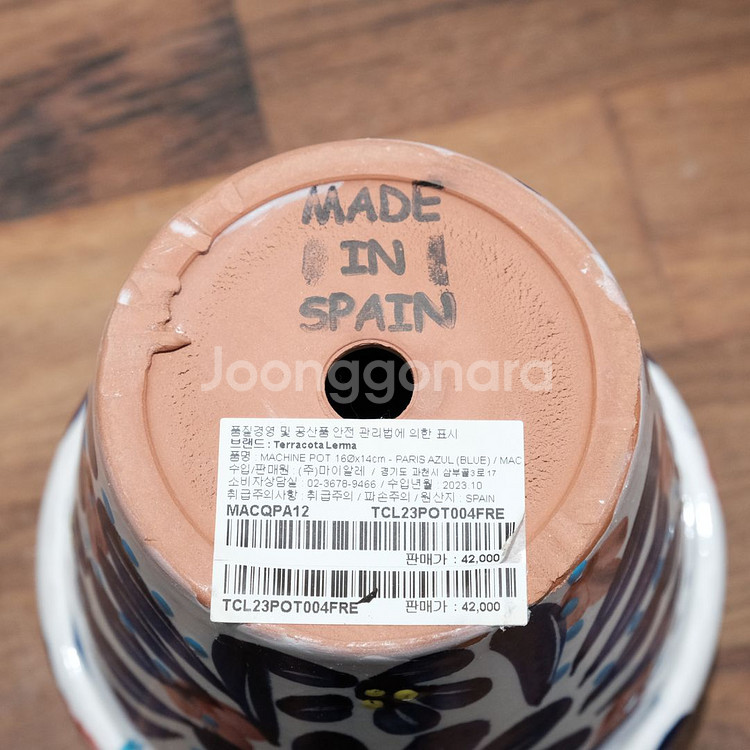 MADE
IN
SPAIN
Joonggonara
품질경영 및 공산품 안전 관리법에 의한 표시
브랜드 : Terracota Lerma
품명 : MACHINE POT 16Øx14cm - PARIS AZUL (BLUE) / MAC
수입/판매원 : (주)마이알레 / 경기도 과천시 삼부골3로17
소비자상담실 : 02-3678-9466 / 수입년월 : 2023.10
취급주의사항 : 취급주의 / 파손주의 / 원산지 : SPAIN
MACQPA12 TCL23POT004FRE
판매가 : 42,000
TCL23POT004FRE 판매가 : 42,000